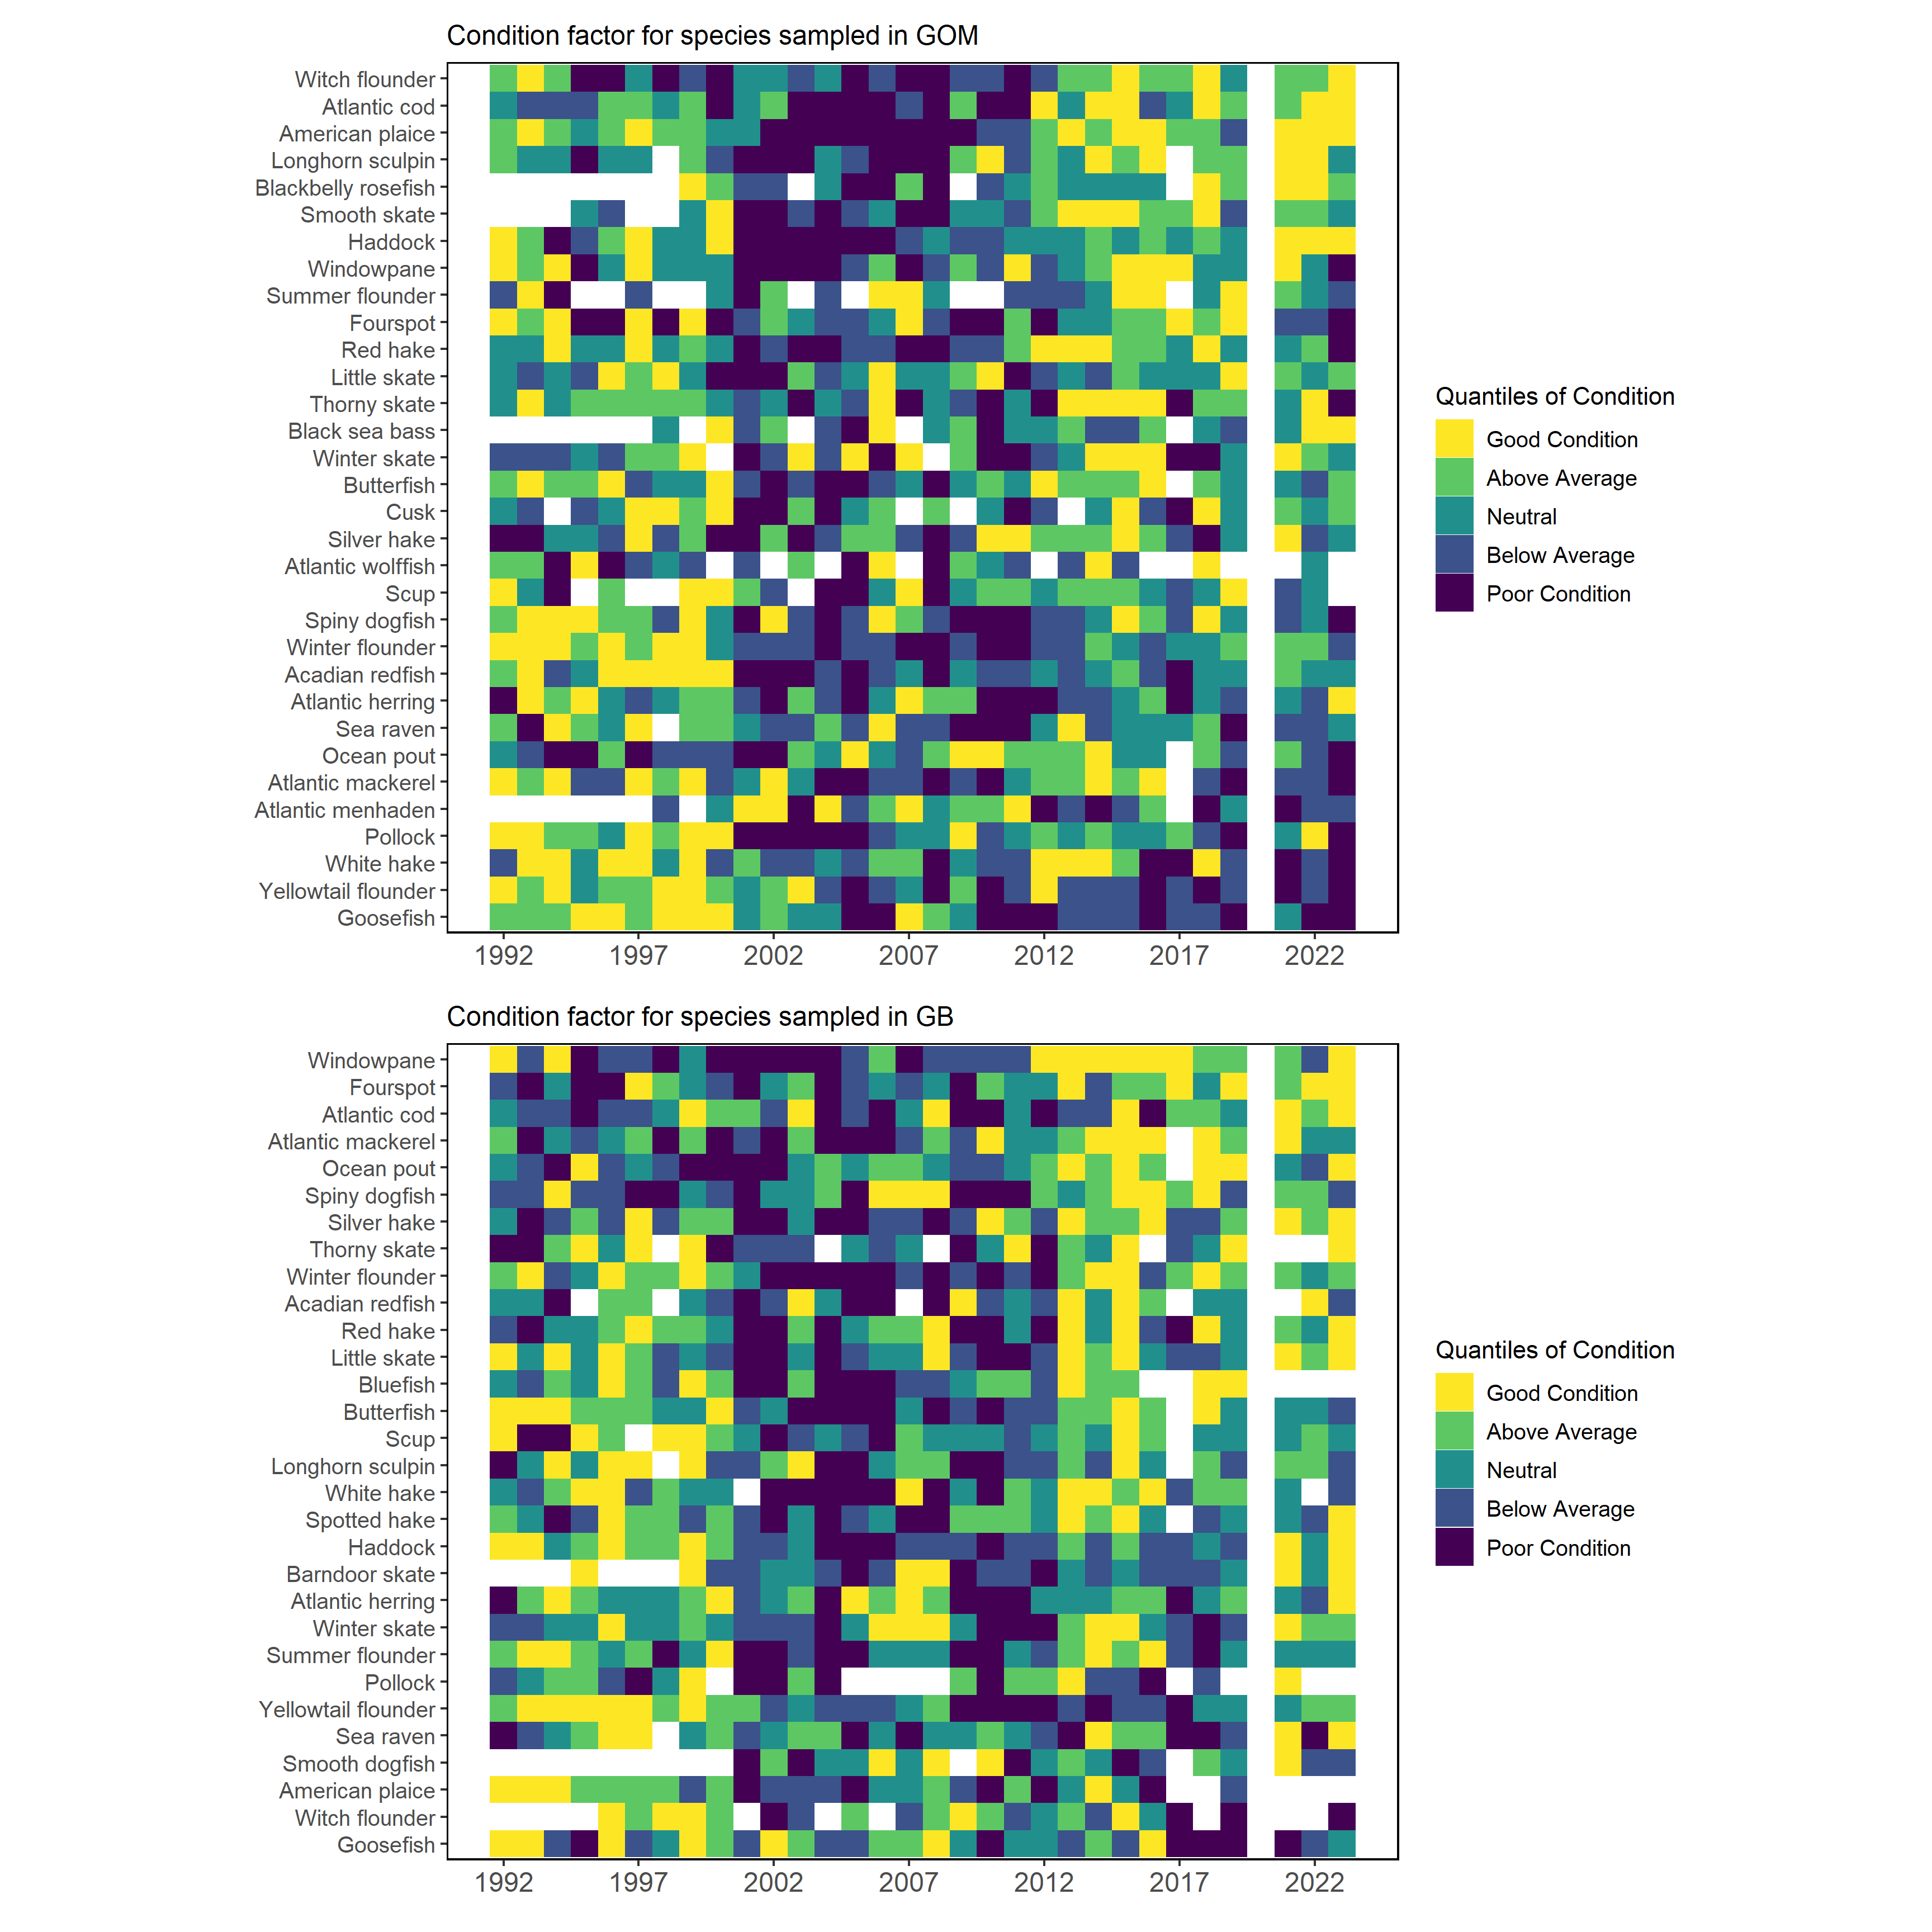 Condition factor for species sampled in GOM
Witch flounder
Atlantic cod
American plaice
Longhorn sculpin
Blackbelly rosefish
Smooth skate
Haddock
Windowpane
Summer flounder
Fourspot
Red hake
Little skate
Thorny skate
Black sea bass
Winter skate
Butterfish
Cusk
Silver hake
Atlantic wolffish
Scup
Spiny dogfish
Winter flounder
Acadian redfish
Atlantic herring
Sea raven
Ocean pout
Atlantic mackerel
Atlantic menhaden
Pollock
White hake
Yellowtail flounder
Goosefish
1992 1997 2002 2007 2012 2017 2022
Quantiles of Condition
Good Condition
Above Average
Neutral
Below Average
Poor Condition
Condition factor for species sampled in GB
Windowpane
Fourspot
Atlantic cod
Atlantic mackerel
Ocean pout
Spiny dogfish
Silver hake
Thorny skate
Winter flounder
Acadian redfish
Red hake
Little skate
Bluefish
Butterfish
Scup
Longhorn sculpin
White hake
Spotted hake
Haddock
Barndoor skate
Atlantic herring
Winter skate
Summer flounder
Pollock
Yellowtail flounder
Sea raven
Smooth dogfish
American plaice
Witch flounder
Goosefish
1992 1997 2002 2007 2012 2017 2022
Quantiles of Condition
Good Condition
Above Average
Neutral
Below Average
Poor Condition